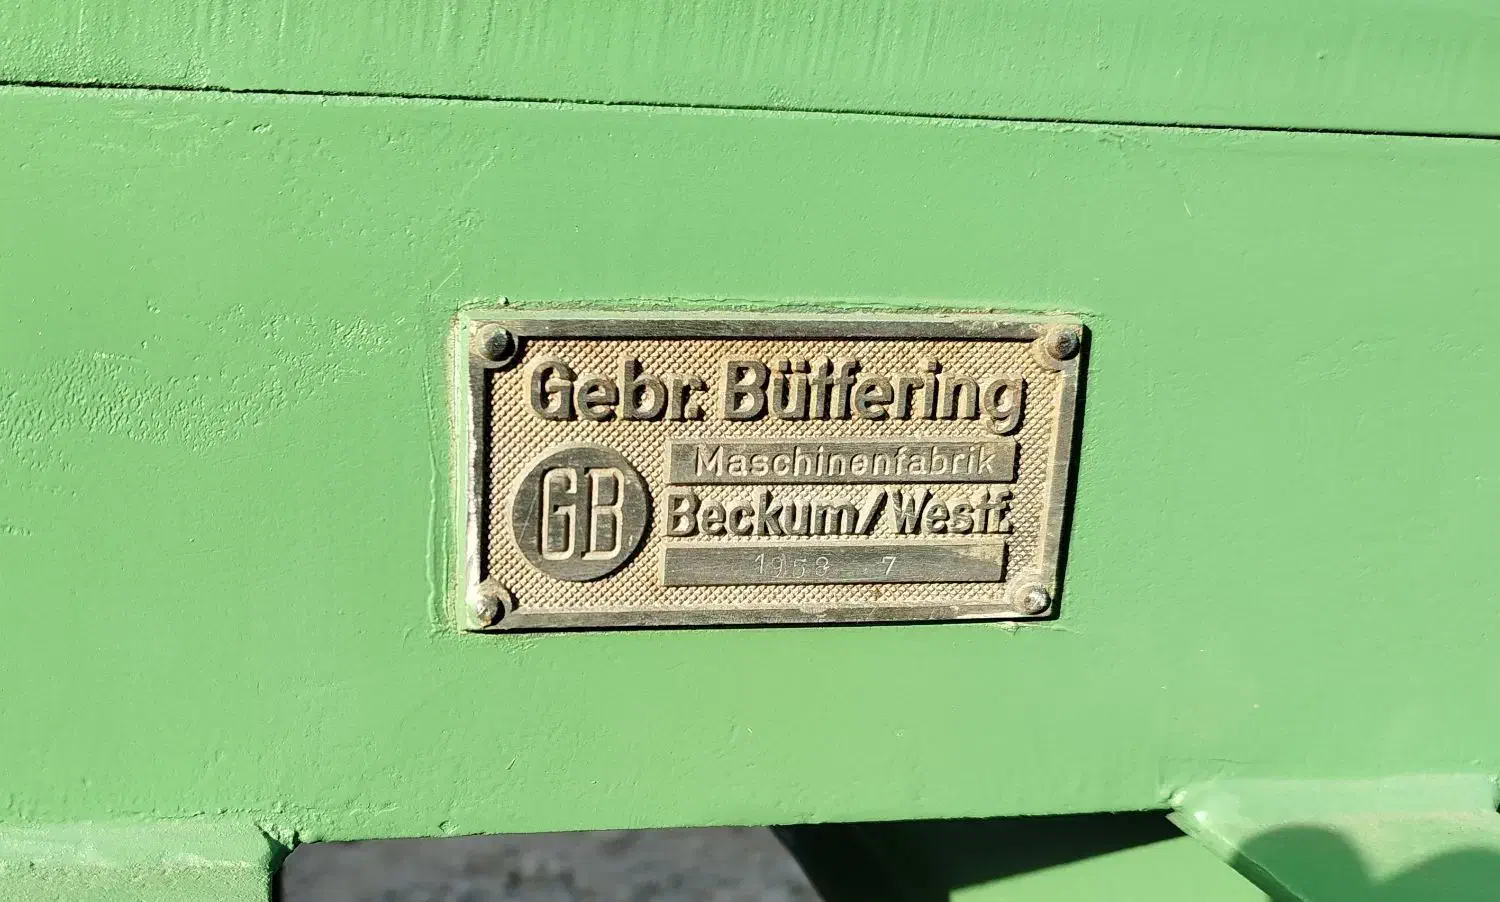 Gebr. Büffering
GB
Maschinenfabrik
Beckum/Westf.
1958 7